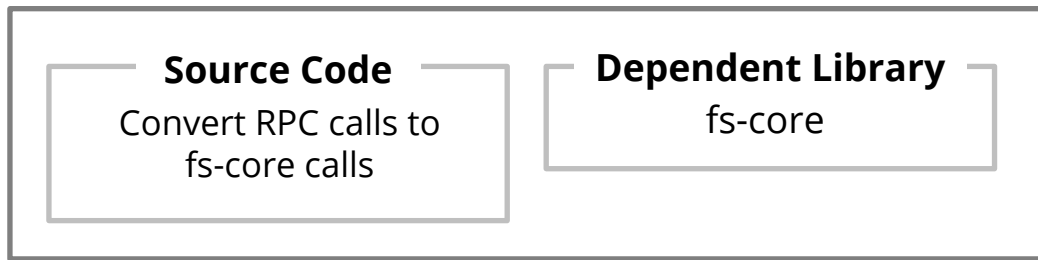 Source Code
Convert RPC calls to
fs-core calls
Dependent Library
fs-core